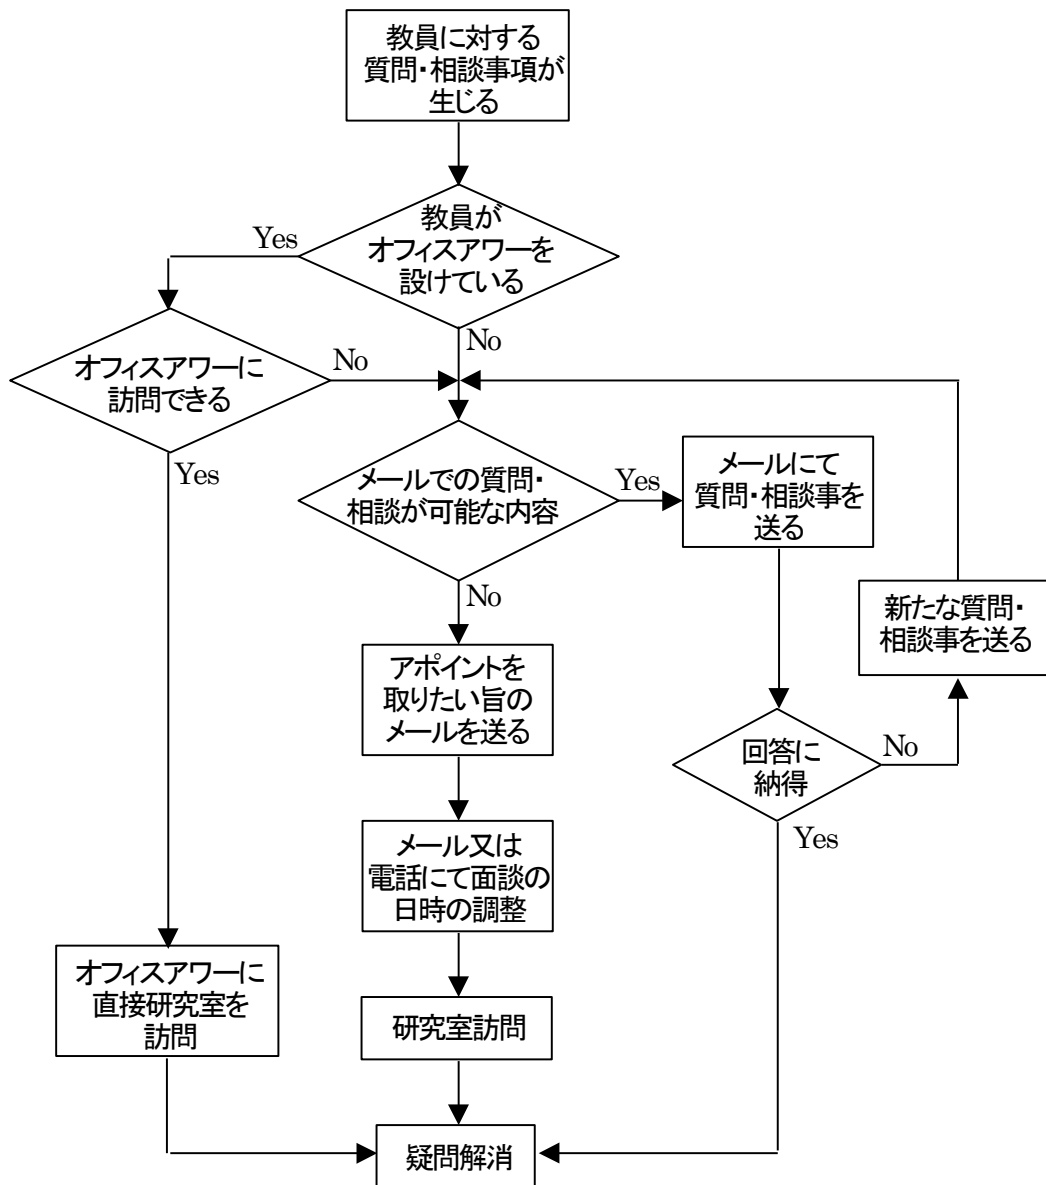 教員に対する
質問・相談事項が
生じる
教員が
オフィスアワーを
設けている
Yes
No
オフィスアワーに
訪問できる
No
Yes
メールでの質問・
相談が可能な内容
Yes
No
メールにて
質問・相談事を
送る
新たな質問・
相談事を送る
アポイントを
取りたい旨の
メールを送る
回答に
納得
No
Yes
メール又は
電話にて面談の
日時の調整
オフィスアワーに
直接研究室を
訪問
研究室訪問
疑問解消